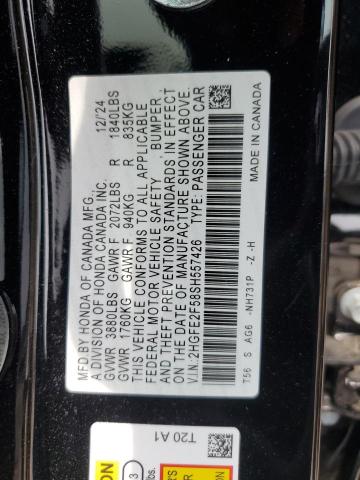 MFD.BY HONDA OF CANADA MFG. 12/'24
A DIVISION OF HONDA CANADA INC.
GVWR 3880LBS GAWR F 2072LBS R 1840LBS
GVWR 1760KG GAWR F 940KG R 835KG
THIS VEHICLE CONFORMS TO ALL APPLICABLE
FEDERAL MOTOR VEHICLE SAFETY, BUMPER,
AND THEFT PREVENTION STANDARDS IN EFFECT
ON THE DATE OF MANUFACTURE SHOWN ABOVE.
V.I.N.:2HGFE2F58SH557426 TYPE:PASSENGER CAR
MADE IN CANADA
T56 S AG6 -NH731P -Z -H
T20 A1